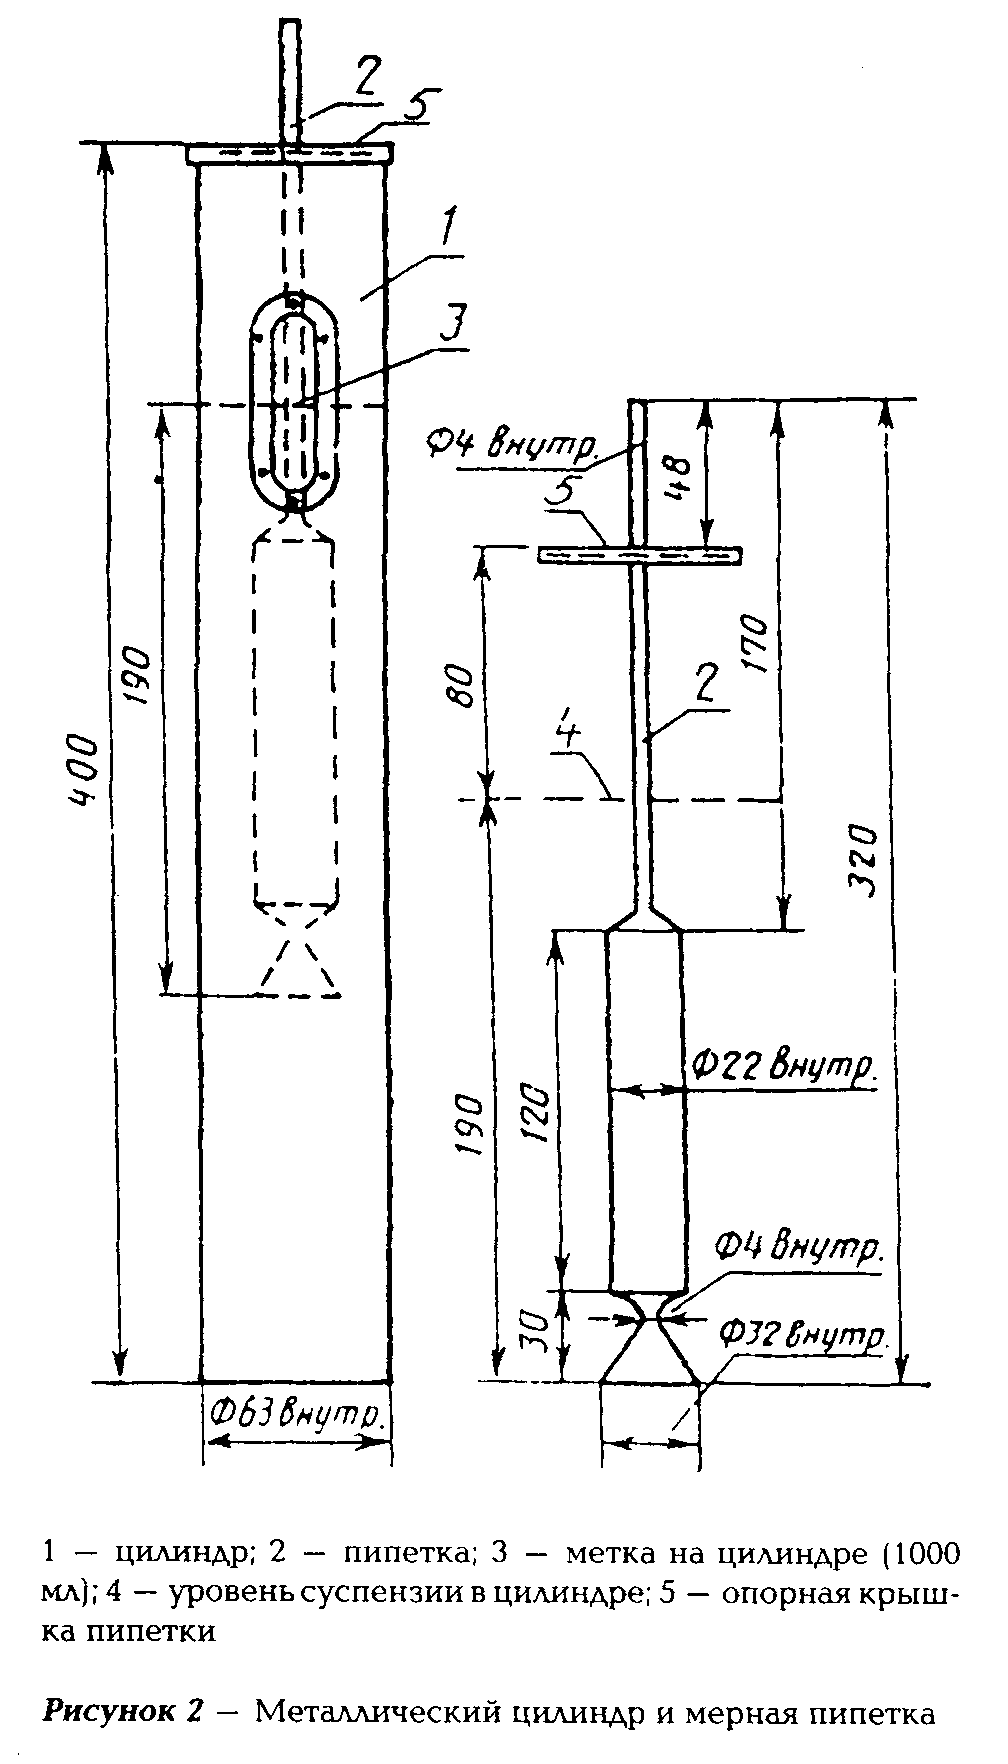 2
5
1
3
Ф4 внутр.
48
5
190
170
80
2
4
400
320
Ф22 внутр.
190
120
Ф4 внутр.
30
Ф32 внутр.
Ф63 внутр.
1 — цилиндр; 2 — пипетка; 3 — метка на цилиндре (1000
мл); 4 — уровень суспензии в цилиндре; 5 — опорная крыш-
ка пипетки
Рисунок 2 — Металлический цилиндр и мерная пипетка